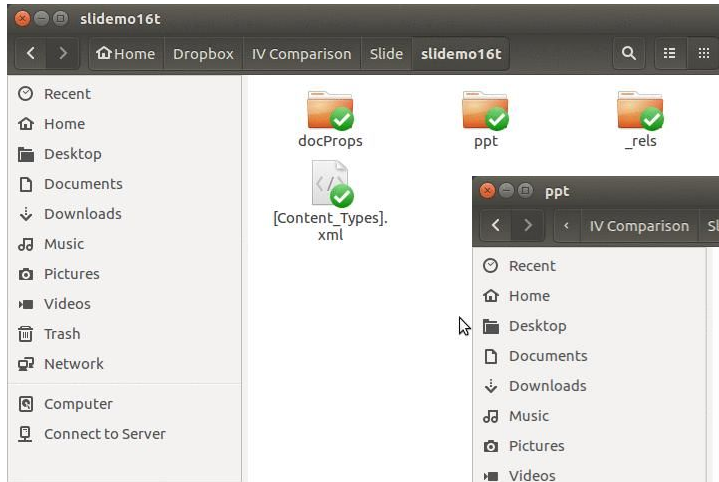 slidemo16t
Home Dropbox IV Comparison Slide slidemo16t
Recent
Home
Desktop
Documents
Downloads
Music
Pictures
Videos
Trash
Network
Computer
Connect to Server
docProps
ppt
_rels
[Content_Types].
xml
ppt
IV Comparison
Recent
Home
Desktop
Documents
Downloads
Music
Pictures
Videos